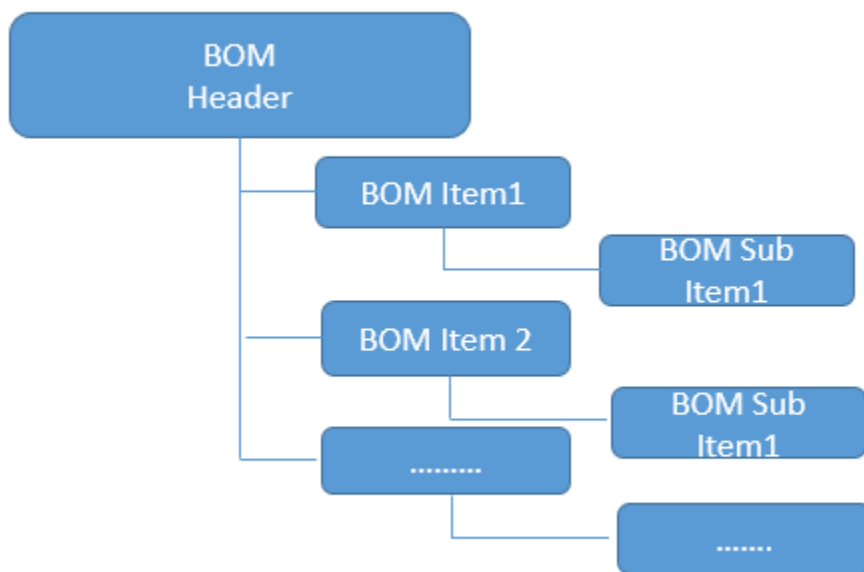 BOM
Header
BOM Item1
BOM Sub
Item1
BOM Item 2
BOM Sub
Item1
.........
.......